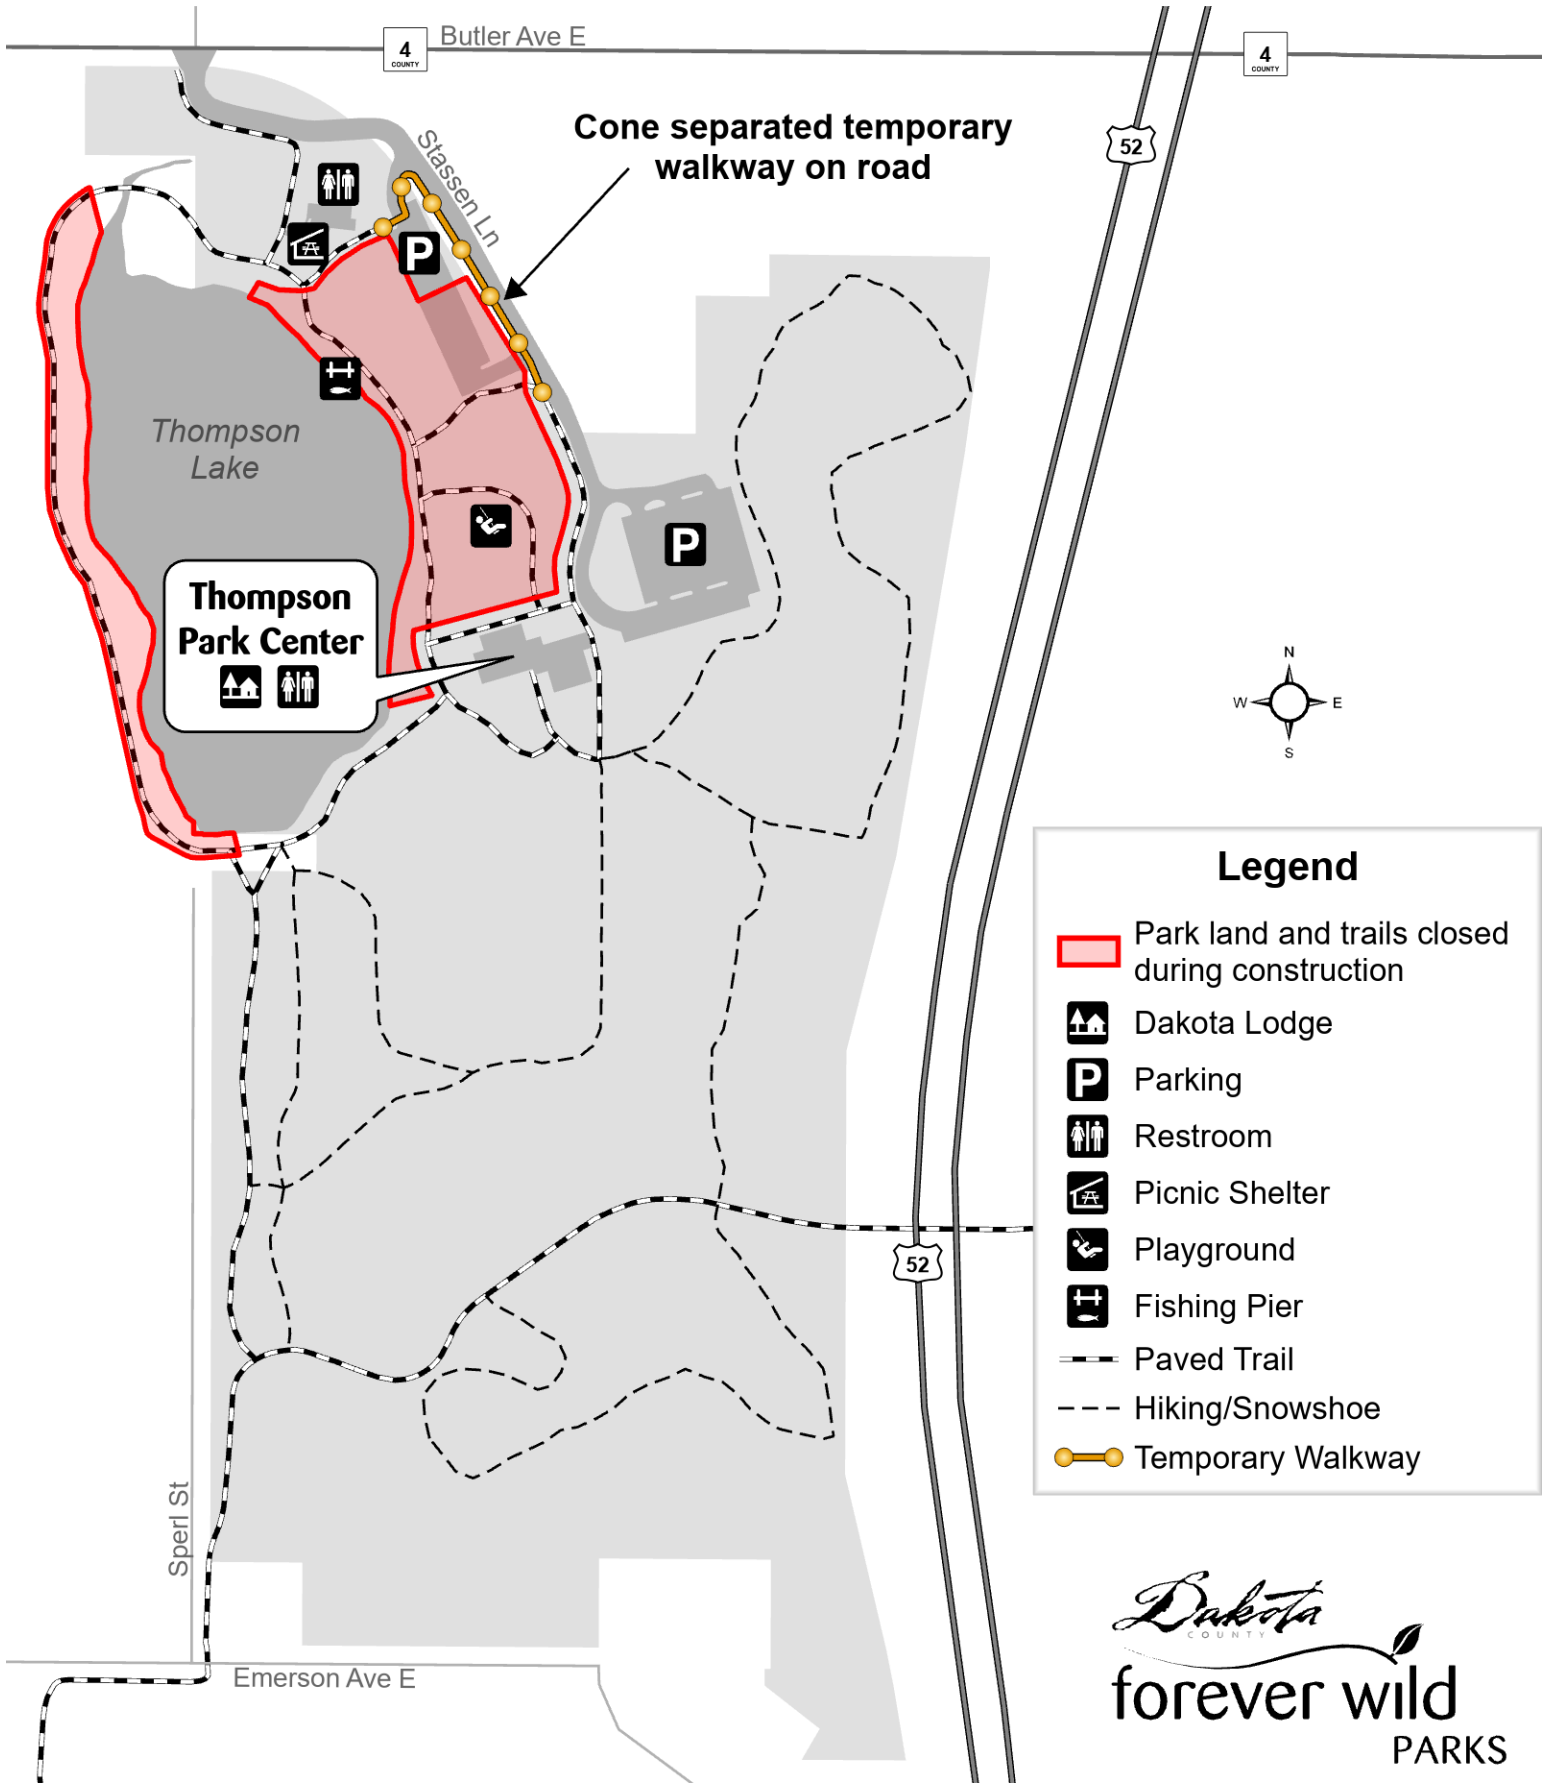 Butler Ave E
4
COUNTY
4
COUNTY
Cone separated temporary
walkway on road
52
Stassen Ln
P
Thompson
Lake
P
Thompson
Park Center
N
W
E
S
Legend
Park land and trails closed
during construction
Dakota Lodge
P
Parking
Restroom
Picnic Shelter
Playground
Fishing Pier
Paved Trail
Hiking/Snowshoe
Temporary Walkway
52
Sperl St
Emerson Ave E
Dakota
COUNTY
forever wild
PARKS